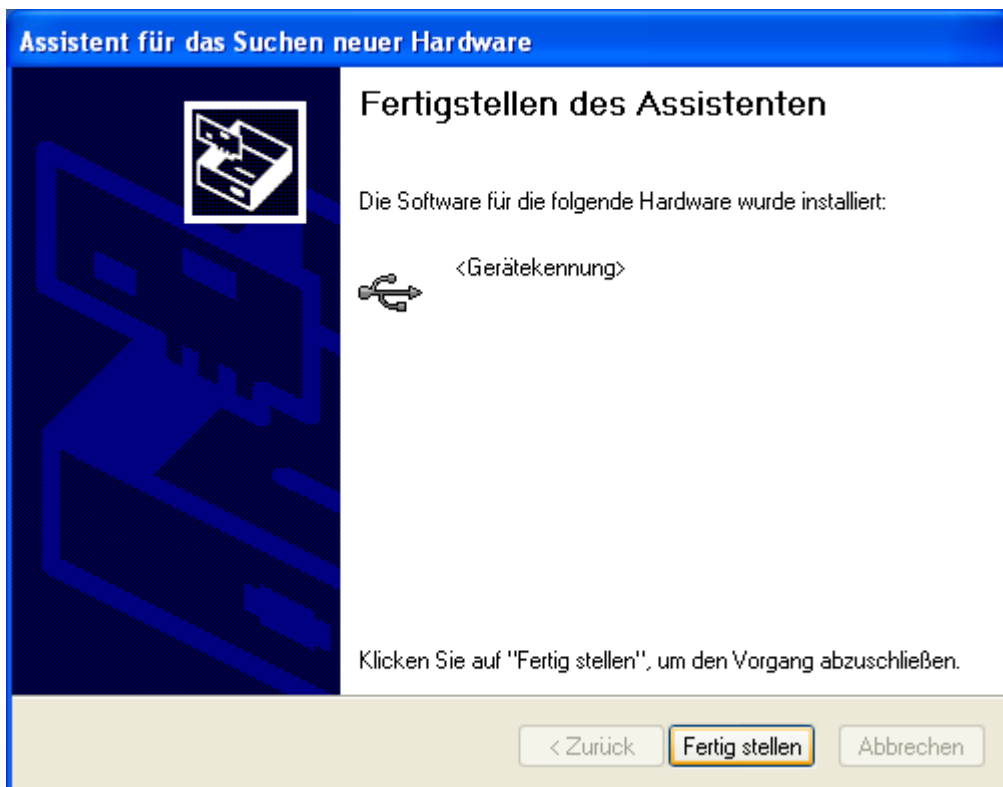 Assistent für das Suchen neuer Hardware
Fertigstellen des Assistenten
Die Software für die folgende Hardware wurde installiert:
<Gerätekennung>
Klicken Sie auf "Fertig stellen", um den Vorgang abzuschließen.
< Zurück Fertig stellen Abbrechen